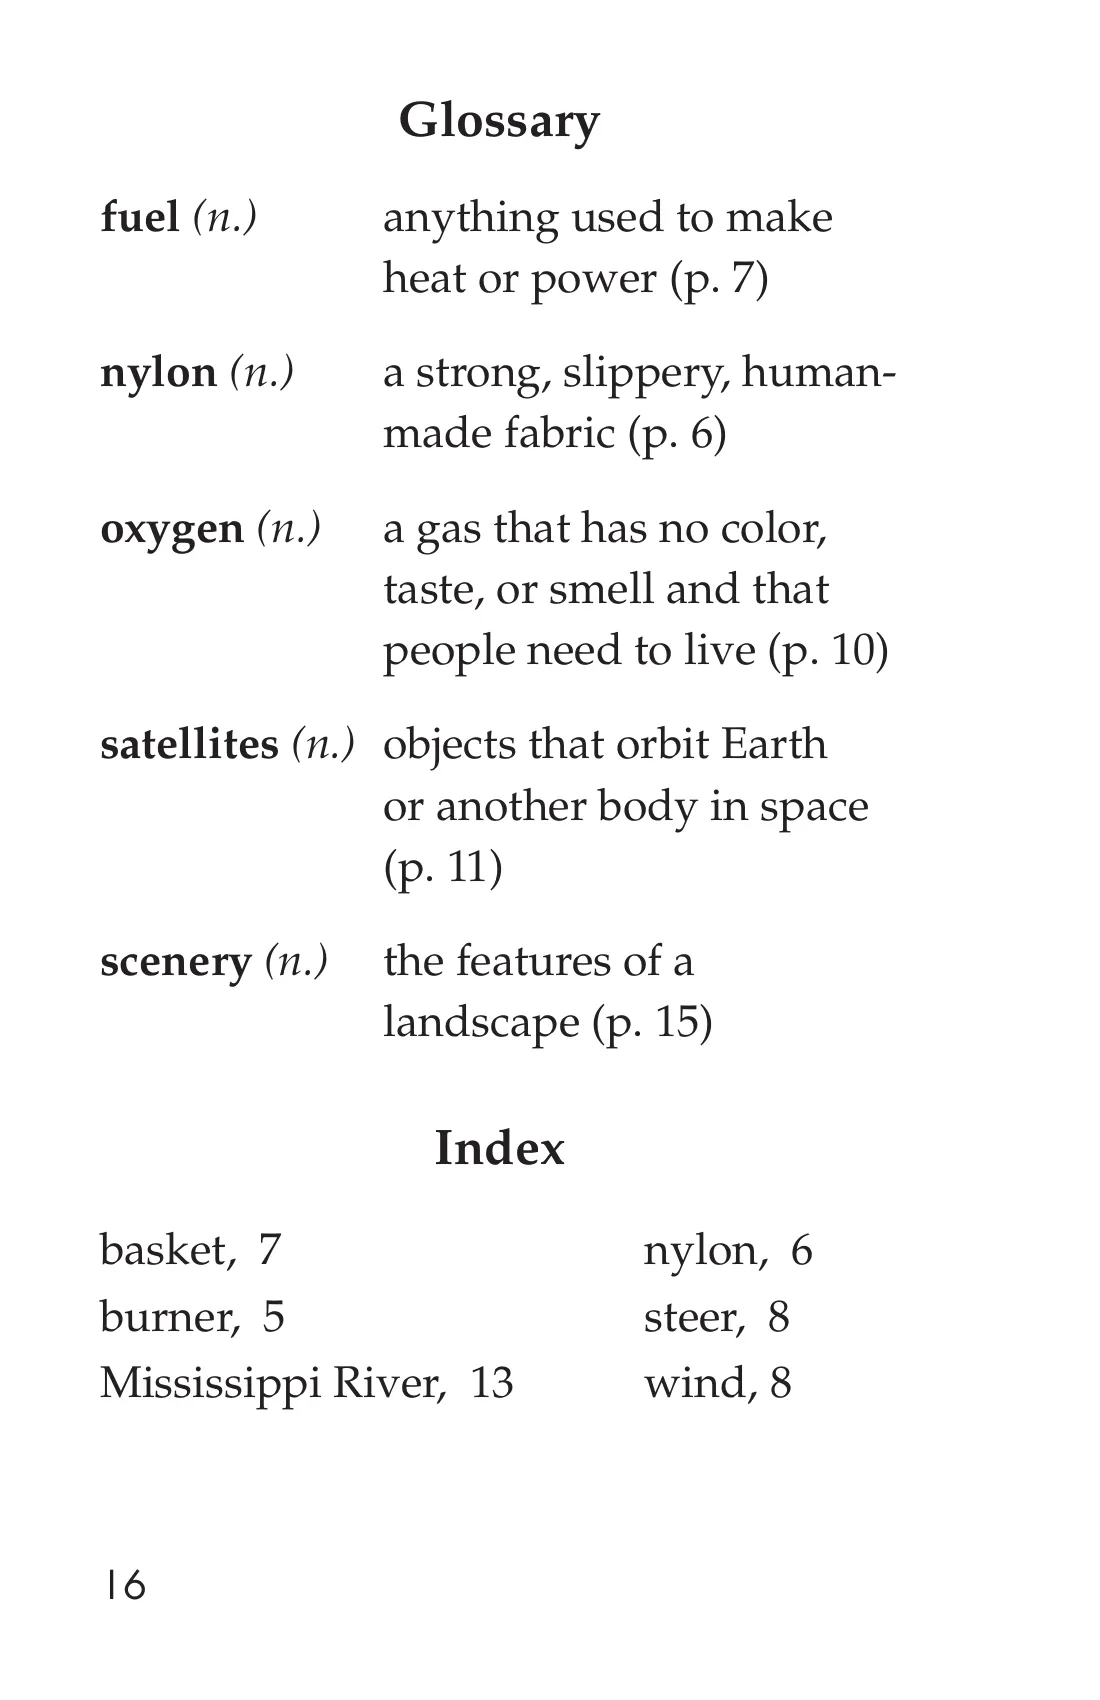 Glossary
fuel (n.) anything used to make
heat or power (p. 7)
nylon (n.) a strong, slippery, human-
made fabric (p. 6)
oxygen (n.) a gas that has no color,
taste, or smell and that
people need to live (p. 10)
satellites (n.) objects that orbit Earth
or another body in space
(p. 11)
scenery (n.) the features of a
landscape (p. 15)
Index
basket, 7
burner, 5
Mississippi River, 13
nylon, 6
steer, 8
wind, 8
16